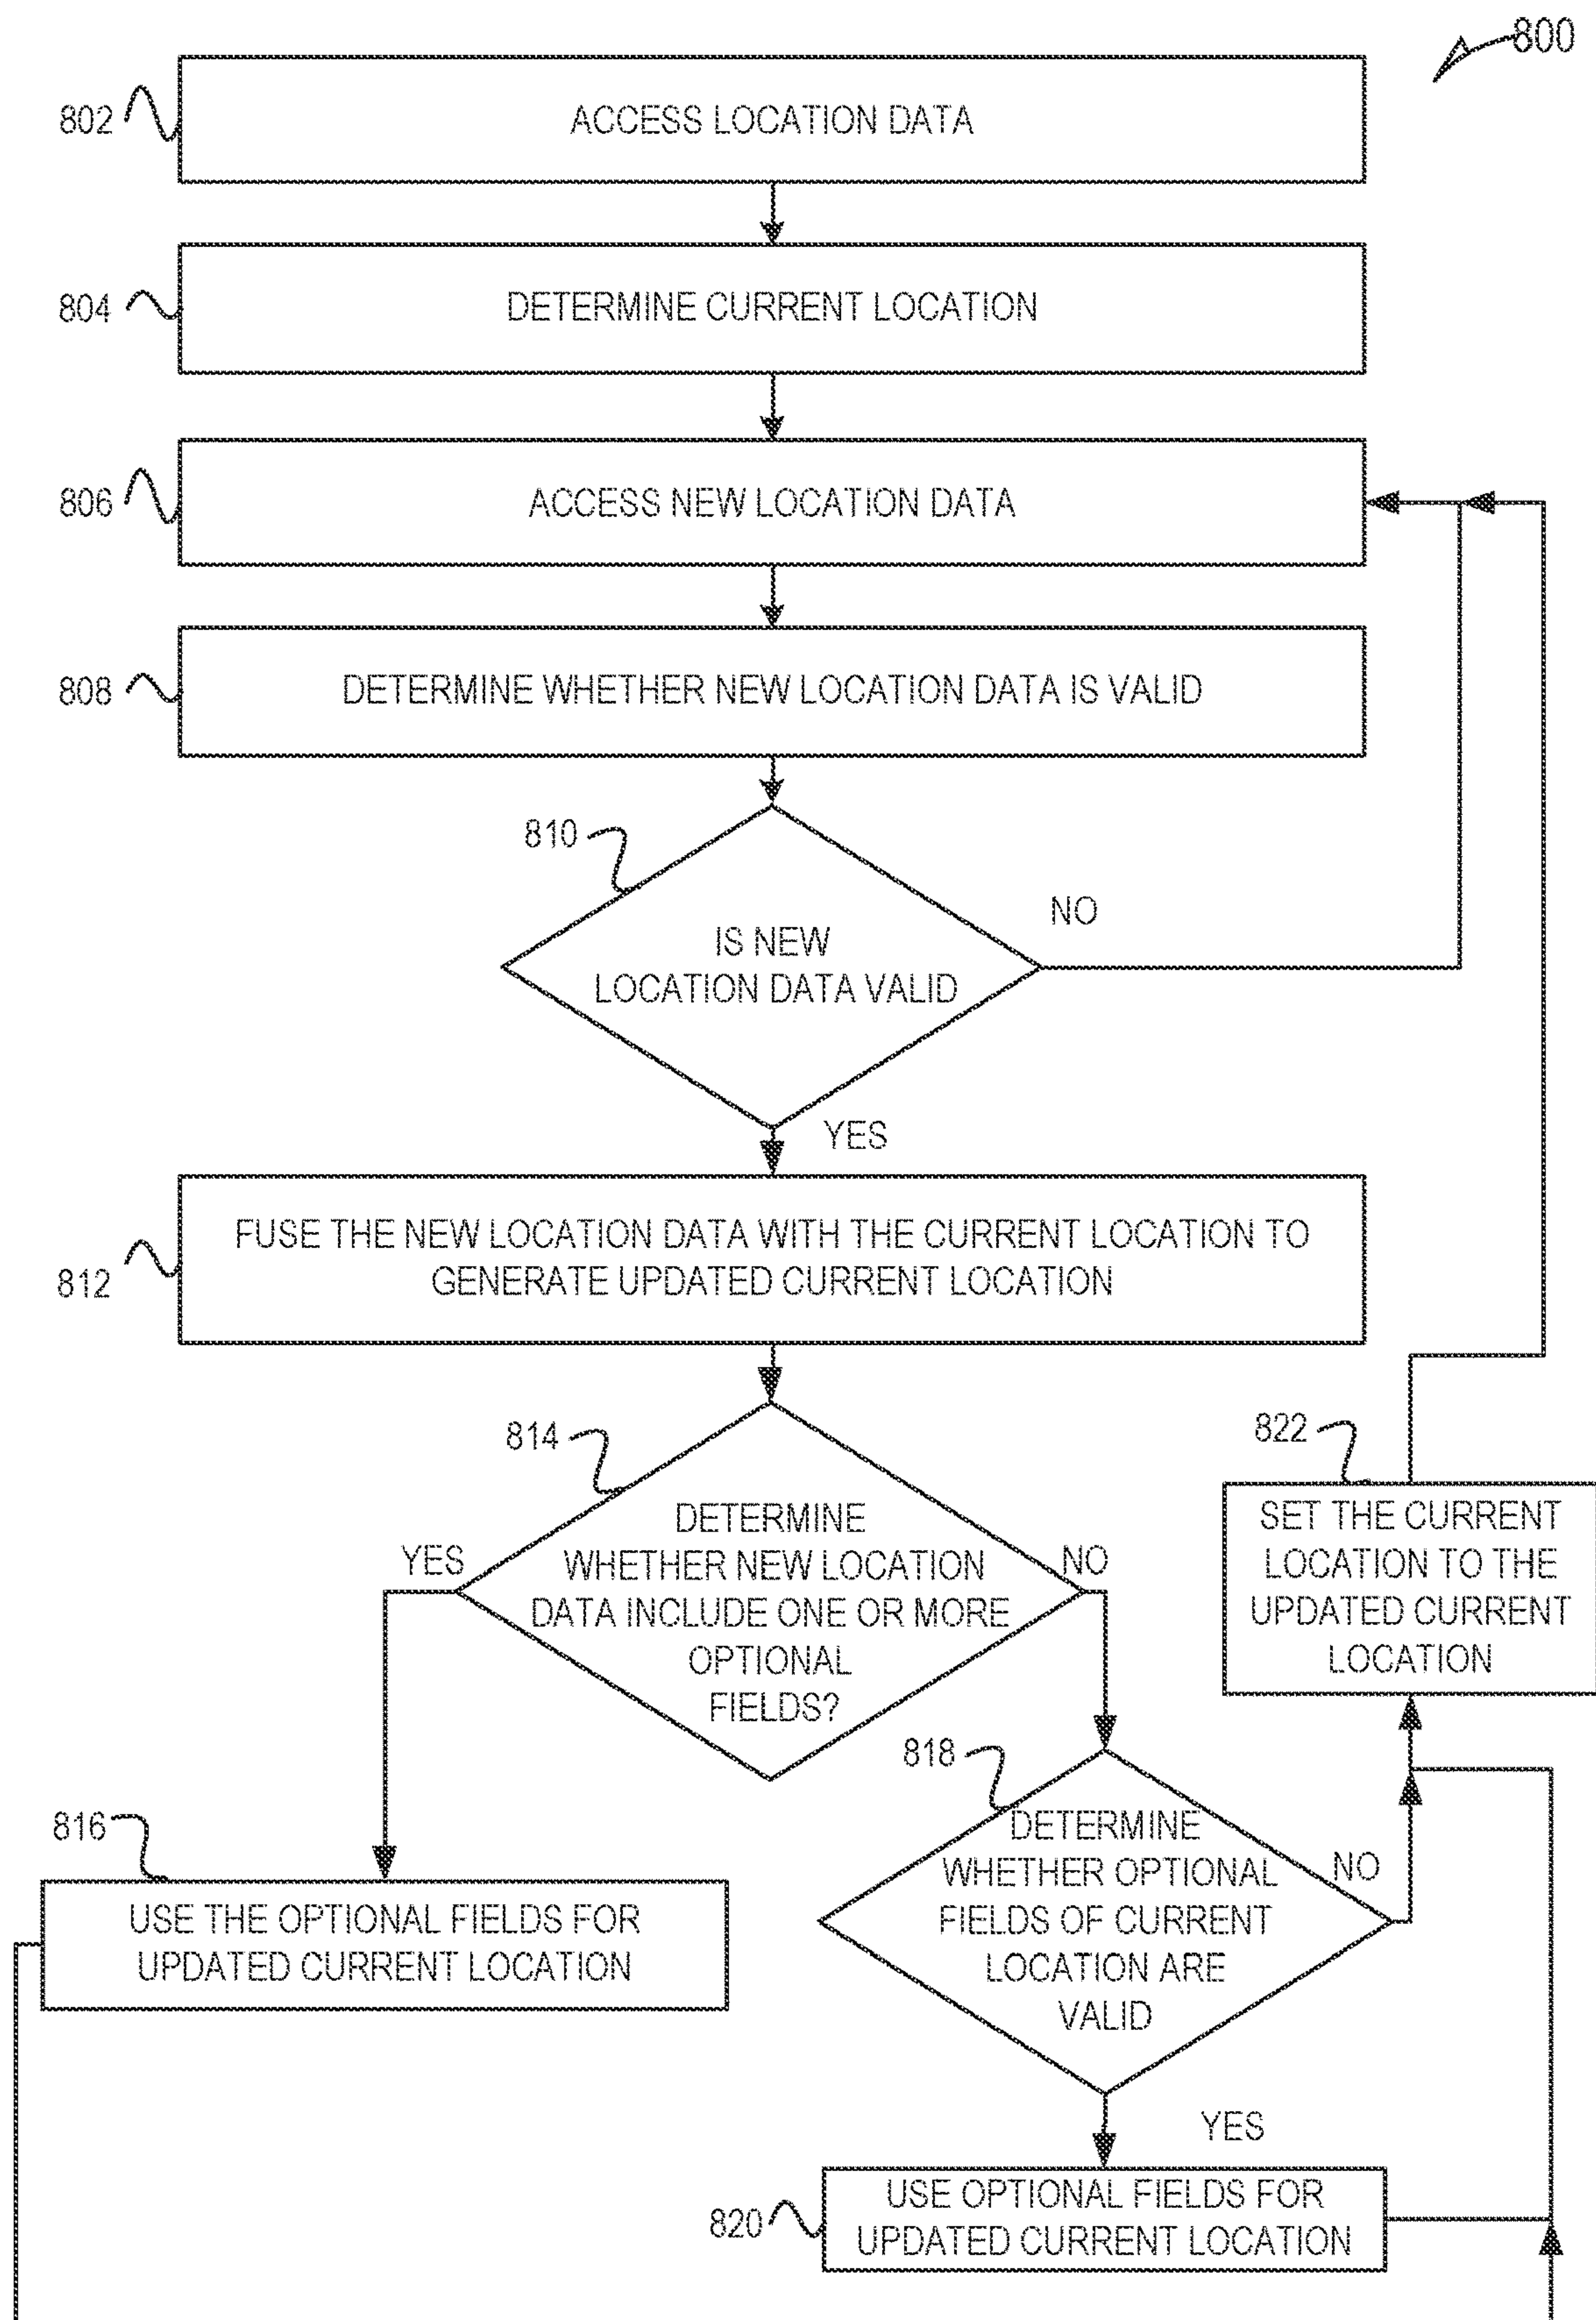 800
802
ACCESS LOCATION DATA
804
DETERMINE CURRENT LOCATION
806
ACCESS NEW LOCATION DATA
808
DETERMINE WHETHER NEW LOCATION DATA IS VALID
810
IS NEW
LOCATION DATA VALID
NO
YES
812
FUSE THE NEW LOCATION DATA WITH THE CURRENT LOCATION TO
GENERATE UPDATED CURRENT LOCATION
814
DETERMINE
WHETHER NEW LOCATION
DATA INCLUDE ONE OR MORE
OPTIONAL
FIELDS?
YES
NO
822
SET THE CURRENT
LOCATION TO THE
UPDATED CURRENT
LOCATION
816
USE THE OPTIONAL FIELDS FOR
UPDATED CURRENT LOCATION
818
DETERMINE
WHETHER OPTIONAL
FIELDS OF CURRENT
LOCATION ARE
VALID
NO
YES
820
USE OPTIONAL FIELDS FOR
UPDATED CURRENT LOCATION